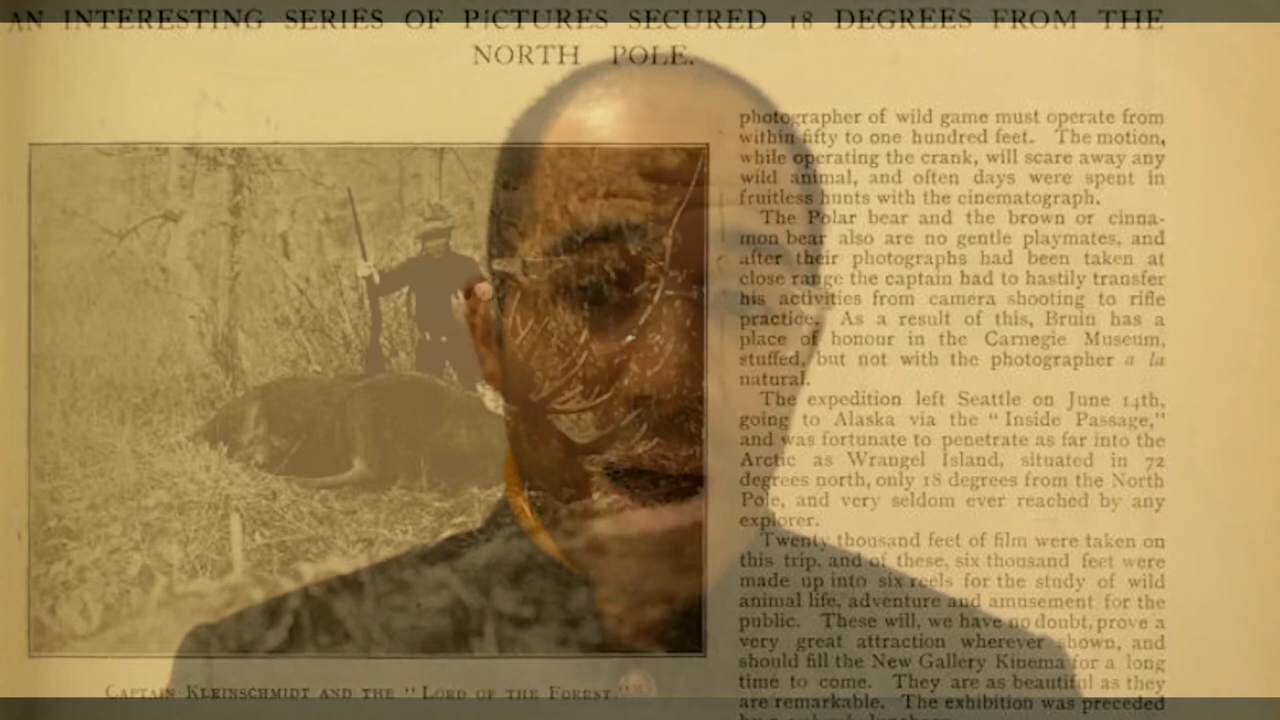 AN INTERESTING SERIES OF PICTURES SECURED 18 DEGREES FROM THE
NORTH POLE.
CAPTAIN KLEINSCHMIDT AND THE "LORD OF THE FOREST."
photographer of wild game must operate from
within fifty to one hundred feet. The motion,
while operating the crank, will scare away any
wild animal, and often days were spent in
fruitless hunts with the cinematograph.
The Polar bear and the brown or cinna-
mon bear also are no gentle playmates, and
after their photographs had been taken at
close range the captain had to hastily transfer
his activities from camera shooting to rifle
practice. As a result of this, Bruin has a
place of honour in the Carnegie Museum,
stuffed, but not with the photographer a la
natural.
The expedition left Seattle on June 14th,
going to Alaska via the "Inside Passage,"
and was fortunate to penetrate as far into the
Arctic as Wrangel Island, situated in 72
degrees north, only 18 degrees from the North
Pole, and very seldom ever reached by any
explorer.
Twenty thousand feet of film were taken on
this trip, and of these, six thousand feet were
made up into six reels for the study of wild
animal life, adventure and amusement for the
public. These will, we have no doubt, prove a
very great attraction wherever shown, and
should fill the New Gallery Kinema for a long
time to come. They are as beautiful as they
are remarkable. The exhibition was preceded